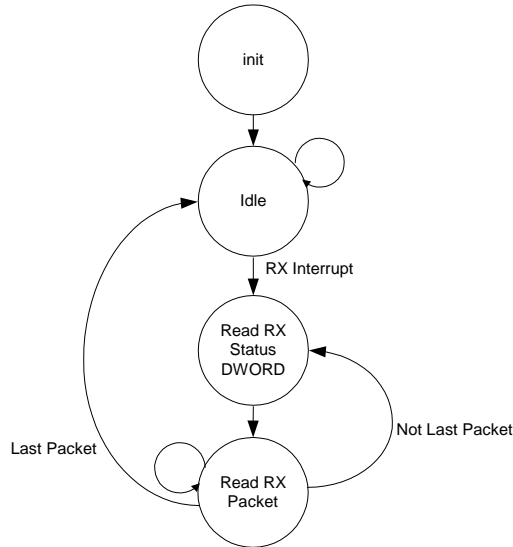 init
Idle
RX Interrupt
Read RX
Status
DWORD
Not Last Packet
Last Packet
Read RX
Packet